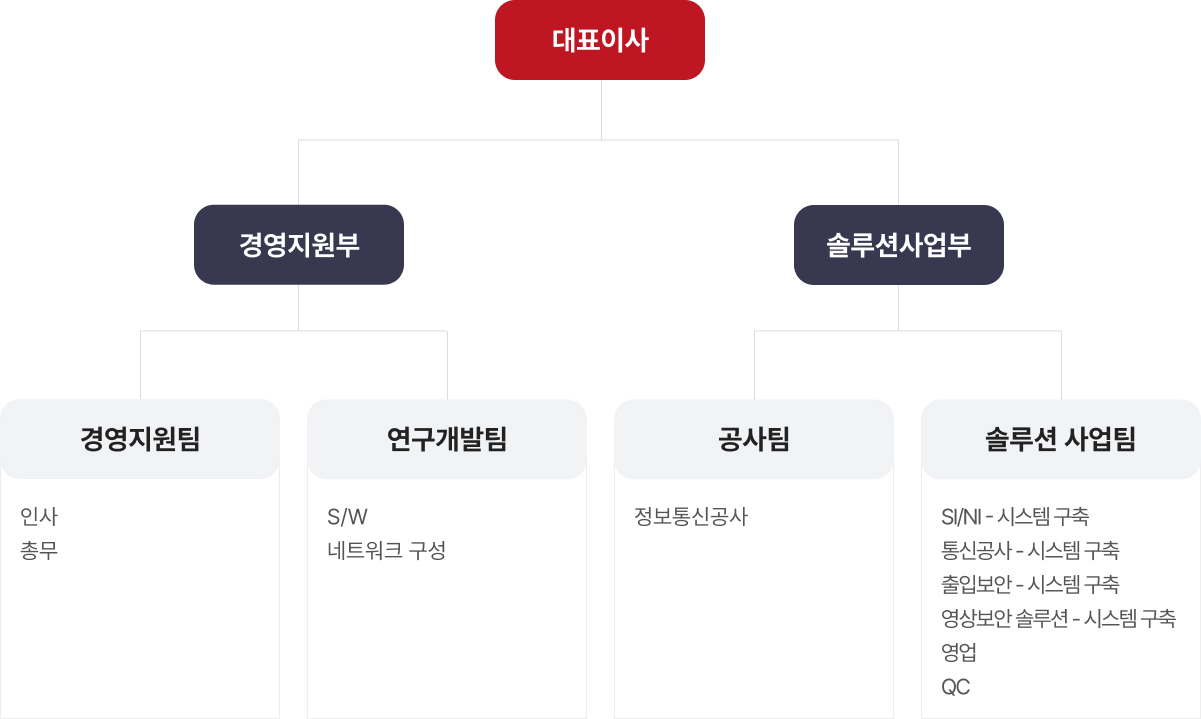 대표이사
경영지원부
솔루션사업부
경영지원팀
연구개발팀
공사팀
솔루션 사업팀
인사
총무
S/W
네트워크 구성
정보통신공사
SI/NI - 시스템 구축
통신공사 - 시스템 구축
출입보안 - 시스템 구축
영상보안 솔루션 - 시스템 구축
영업
QC